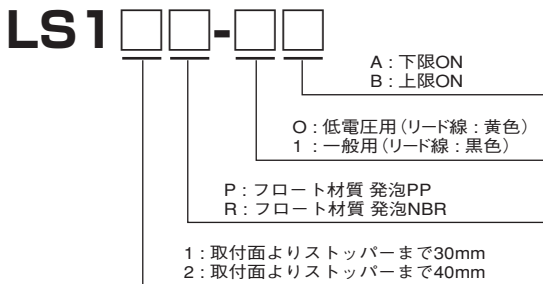 LS1□□-□□
A : 下限ON
B : 上限ON
O : 低電圧用(リード線 : 黄色)
1 : 一般用(リード線 : 黒色)
P : フロート材質 発泡PP
R : フロート材質 発泡NBR
1 : 取付面よりストッパーまで30mm
2 : 取付面よりストッパーまで40mm